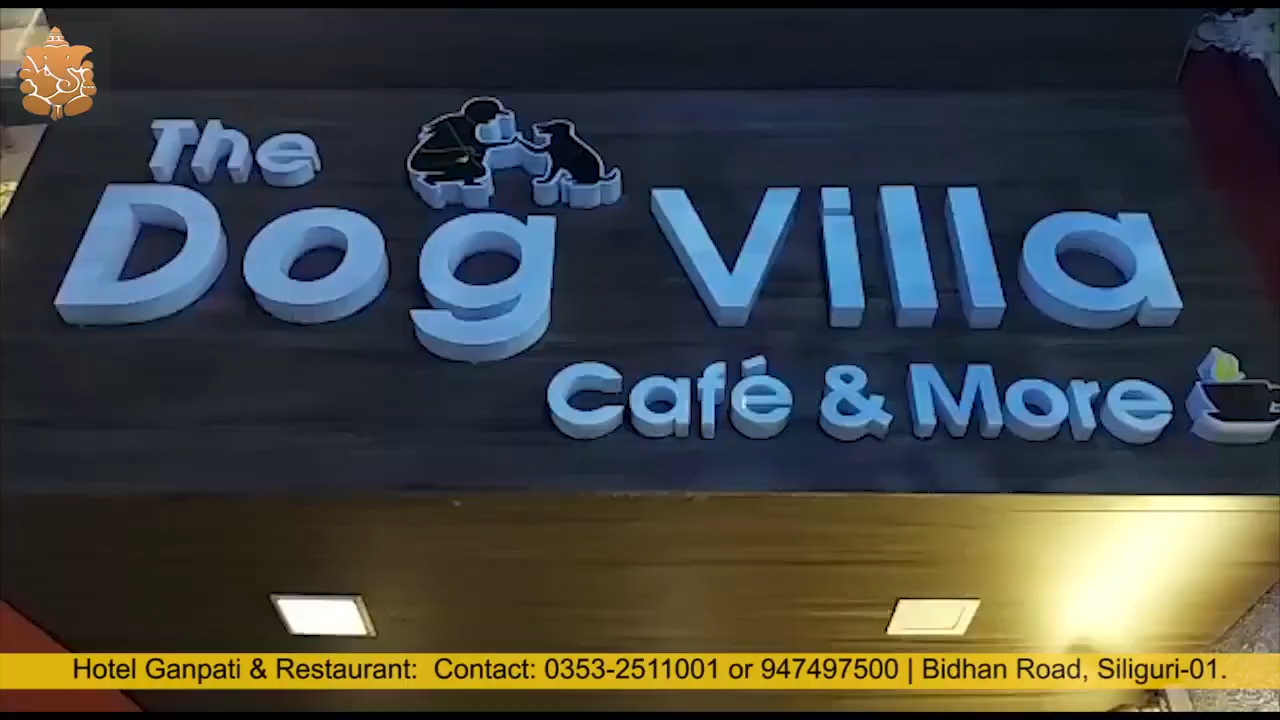 The
Dog Villa
Café & More
Hotel Ganpati & Restaurant: Contact: 0353-2511001 or 947497500 | Bidhan Road, Siliguri-01.